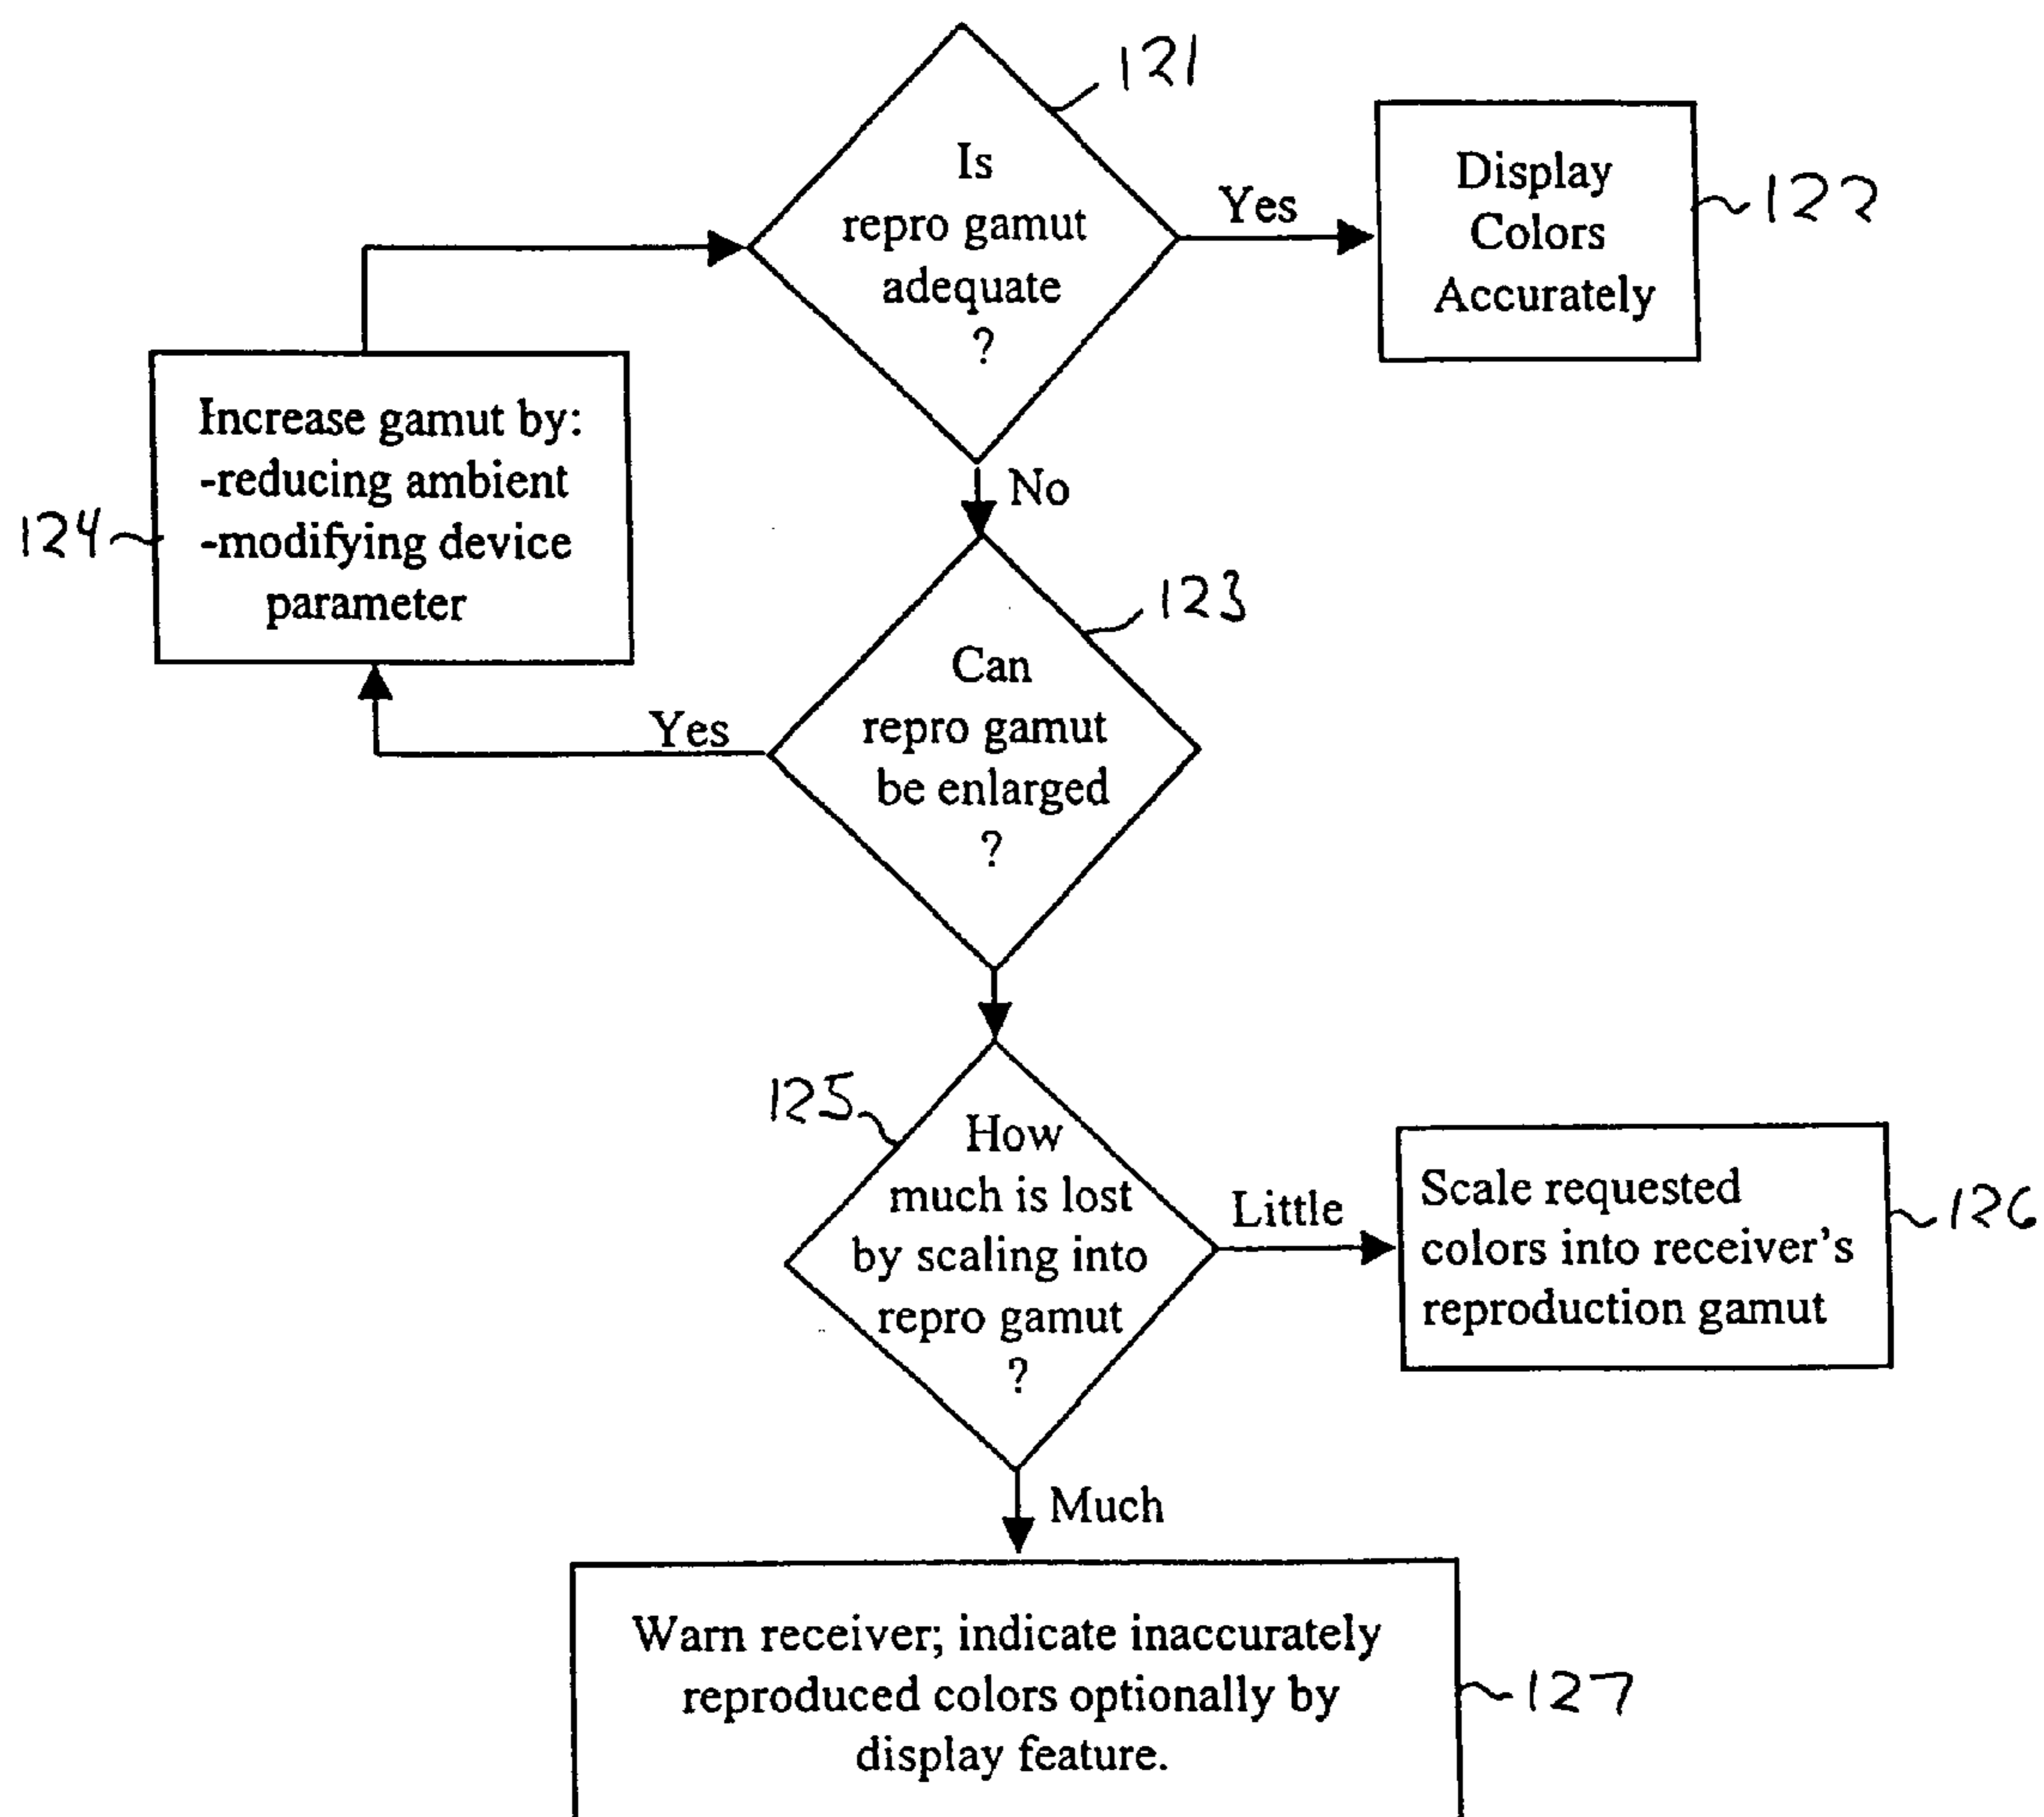 121
Is
repro gamut
adequate
?
Yes
Display
Colors
Accurately
122
No
Increase gamut by:
-reducing ambient
-modifying device
parameter
124
123
Can
repro gamut
be enlarged
?
Yes
125
How
much is lost
by scaling into
repro gamut
?
Little
Scale requested
colors into receiver's
reproduction gamut
126
Much
Warn receiver; indicate inaccurately
reproduced colors optionally by
display feature.
127